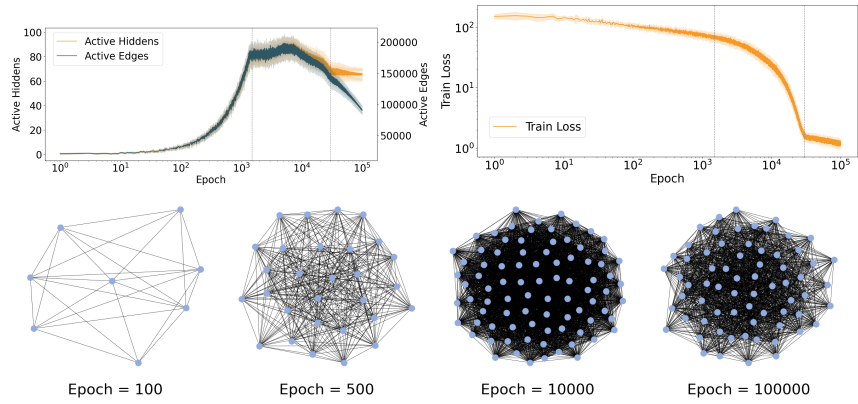 Active Hiddens
Active Edges
100
80
60
40
20
0
Active Hiddens
200000
150000
100000
50000
Active Edges
10^0
10^1
10^2
10^3
10^4
10^5
Epoch
Train Loss
10^2
10^1
10^0
Train Loss
10^0
10^1
10^2
10^3
10^4
10^5
Epoch
Epoch = 100
Epoch = 500
Epoch = 10000
Epoch = 100000